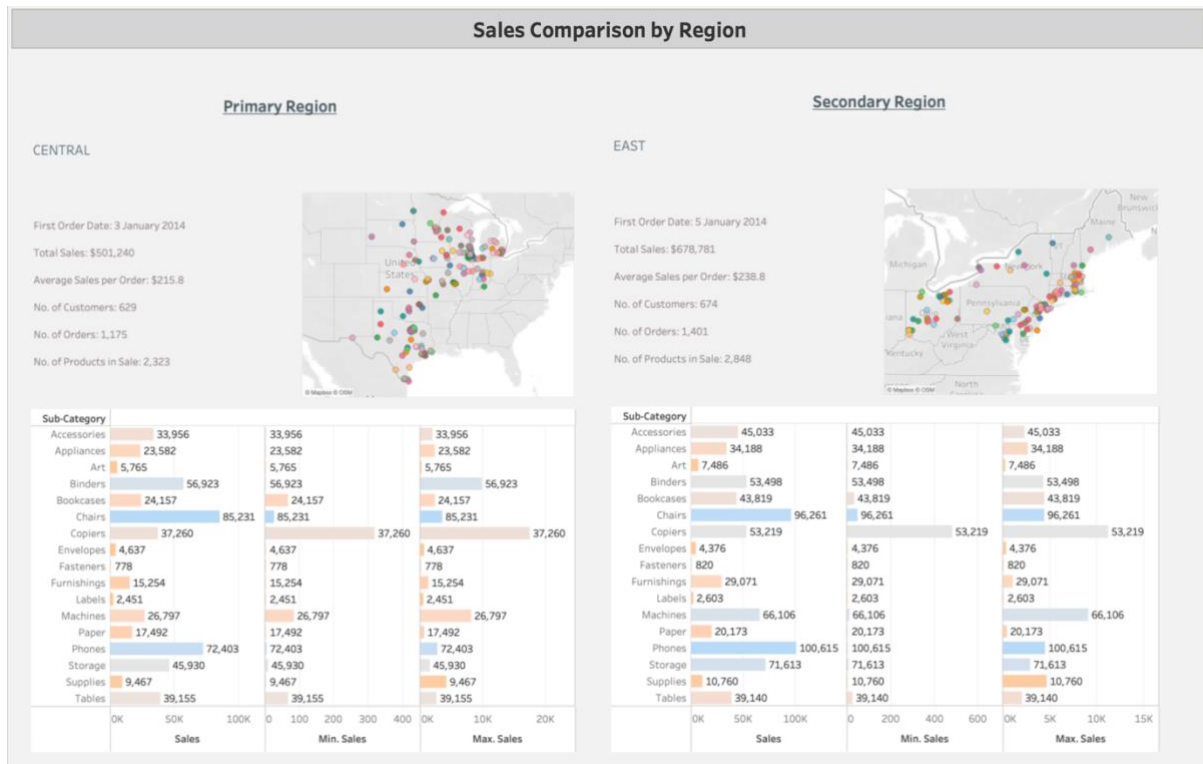 Sales Comparison by Region
Primary Region
CENTRAL
First Order Date: 3 January 2014
Total Sales: $501,240
Average Sales per Order: $215.8
No. of Customers: 629
No. of Orders: 1,175
No. of Products in Sale: 2,323
United
States
© Mapbox © OSM
Sub-Category
Accessories 33,956 33,956 33,956
Appliances 23,582 23,582 23,582
Art 5,765 5,765 5,765
Binders 56,923 56,923 56,923
Bookcases 24,157 24,157 24,157
Chairs 85,231 85,231 85,231
Copiers 37,260 37,260 37,260
Envelopes 4,637 4,637 4,637
Fasteners 778 778 778
Furnishings 15,254 15,254 15,254
Labels 2,451 2,451 2,451
Machines 26,797 26,797 26,797
Paper 17,492 17,492 17,492
Phones 72,403 72,403 72,403
Storage 45,930 45,930 45,930
Supplies 9,467 9,467 9,467
Tables 39,155 39,155 39,155
0K 50K 100K 0 100 200 300 400 0K 10K 20K
Sales Min. Sales Max. Sales
Secondary Region
EAST
First Order Date: 5 January 2014
Total Sales: $678,781
Average Sales per Order: $238.8
No. of Customers: 674
No. of Orders: 1,401
No. of Products in Sale: 2,848
New
Brunswick
Maine
Michigan
Pennsylvania
West
Virginia
Kentucky
North
© Mapbox © OSM
Sub-Category
Accessories 45,033 45,033 45,033
Appliances 34,188 34,188 34,188
Art 7,486 7,486 7,486
Binders 53,498 53,498 53,498
Bookcases 43,819 43,819 43,819
Chairs 96,261 96,261 96,261
Copiers 53,219 53,219 53,219
Envelopes 4,376 4,376 4,376
Fasteners 820 820 820
Furnishings 29,071 29,071 29,071
Labels 2,603 2,603 2,603
Machines 66,106 66,106 66,106
Paper 20,173 20,173 20,173
Phones 100,615 100,615 100,615
Storage 71,613 71,613 71,613
Supplies 10,760 10,760 10,760
Tables 39,140 39,140 39,140
0K 50K 100K 0 200 400 600 0K 5K 10K 15K
Sales Min. Sales Max. Sales